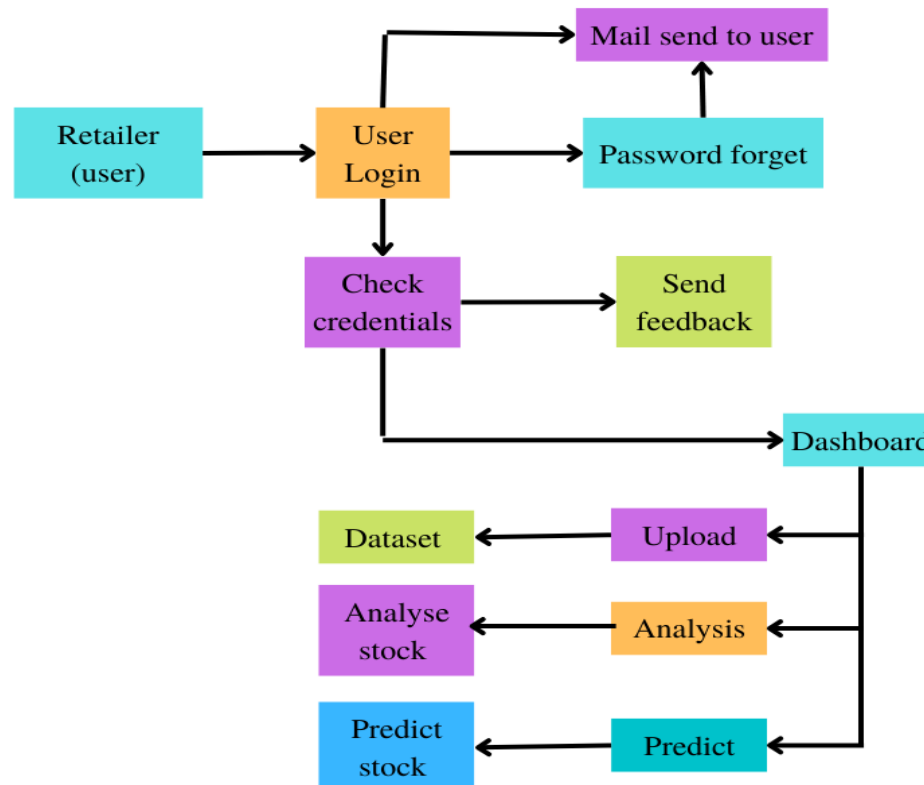 Mail send to user
Retailer
(user)
User
Login
Password forget
Check
credentials
Send
feedback
Dashboard
Dataset
Upload
Analyse
stock
Analysis
Predict
stock
Predict